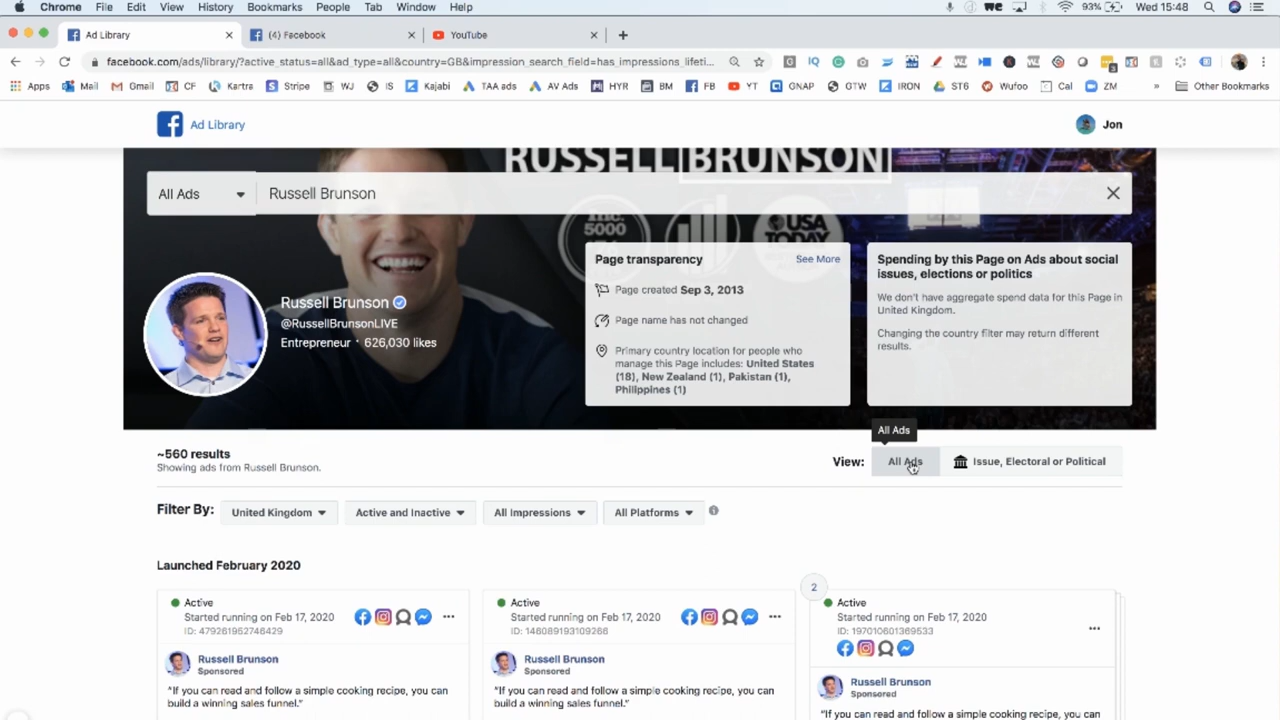 Chrome File Edit View History Bookmarks People Tab Window Help 93% Wed 15:48
Ad Library (4) Facebook YouTube
facebook.com/ads/library/?active_status=all&ad_type=all&country=GB&impression_search_field=has_impressions_lifeti...
Apps Mail Gmail CF Kartra Stripe WJ IS Kajabi TAA ads AV Ads HYR BM FB YT GNAP GTW IRON ST6 Wufoo Cal ZM » Other Bookmarks
Ad Library Jon
RUSSELL BRUNSON
All Ads Russell Brunson
INC.
5000
USA
TODAY
Page transparency See More
Page created Sep 3, 2013
Page name has not changed
Primary country location for people who
manage this Page includes: United States
(18), New Zealand (1), Pakistan (1),
Philippines (1)
Spending by this Page on Ads about social
issues, elections or politics
We don't have aggregate spend data for this Page in
United Kingdom.
Changing the country filter may return different
results.
Russell Brunson
@RussellBrunsonLIVE
Entrepreneur · 626,030 likes
All Ads
~560 results
Showing ads from Russell Brunson.
View: All Ads Issue, Electoral or Political
Filter By: United Kingdom Active and Inactive All Impressions All Platforms
Launched February 2020
Active
Started running on Feb 17, 2020
ID: 479261952746429
Russell Brunson
Sponsored
"If you can read and follow a simple cooking recipe, you can
build a winning sales funnel."
Active
Started running on Feb 17, 2020
ID: 146089193109266
Russell Brunson
Sponsored
"If you can read and follow a simple cooking recipe, you can
build a winning sales funnel."
2
Active
Started running on Feb 17, 2020
ID: 197010601369533
Russell Brunson
Sponsored
"If you can read and follow a simple cooking recipe, you can